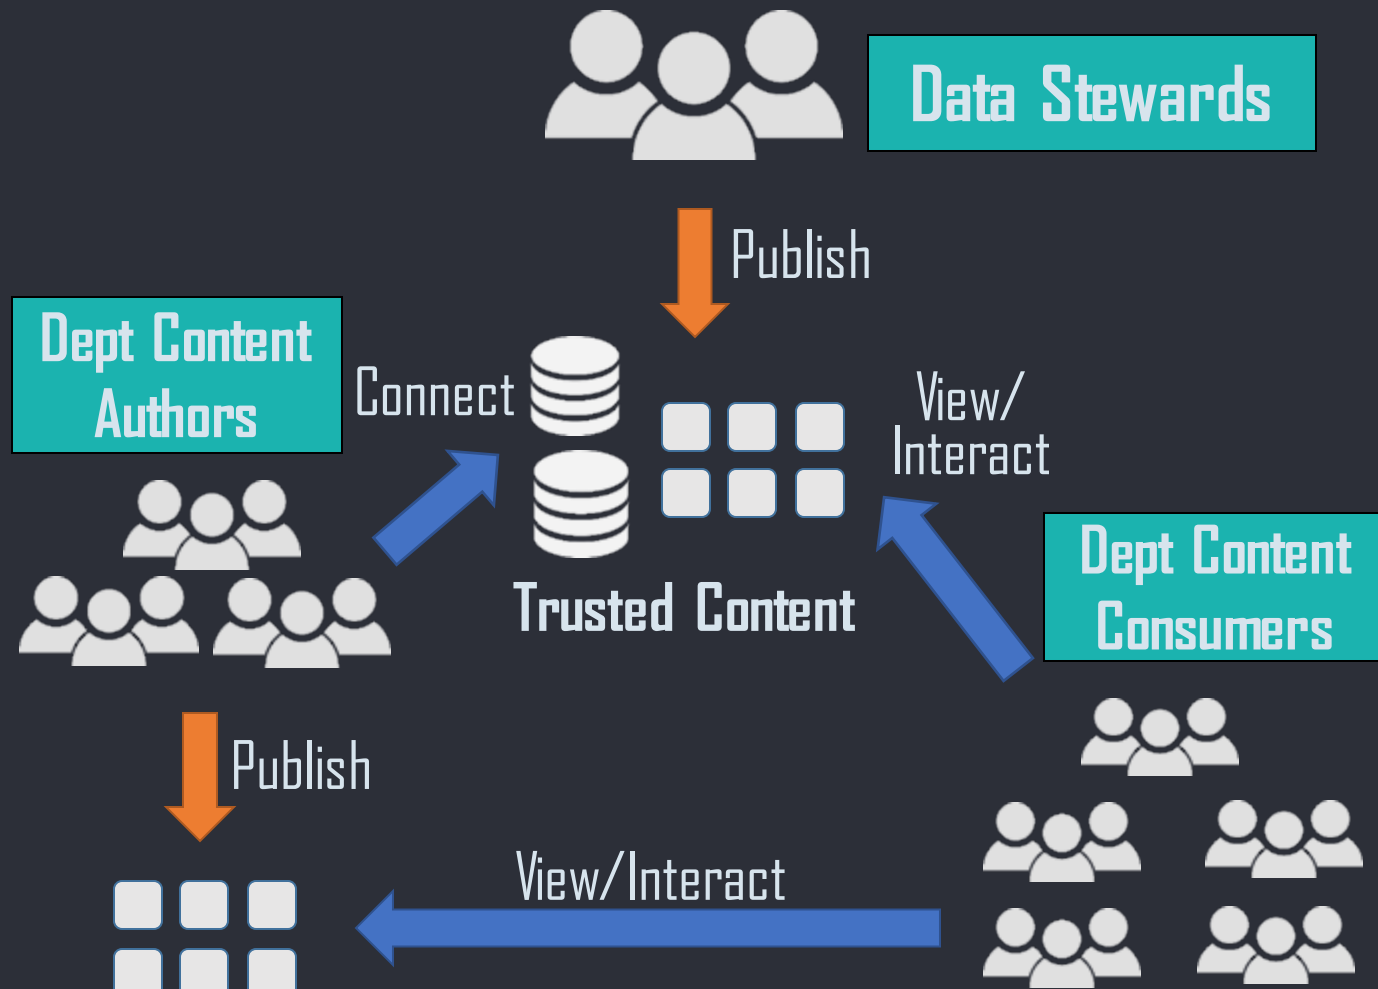 Data Stewards
Publish
Dept Content
Authors
Connect
View/
Interact
Trusted Content
Dept Content
Consumers
Publish
View/Interact